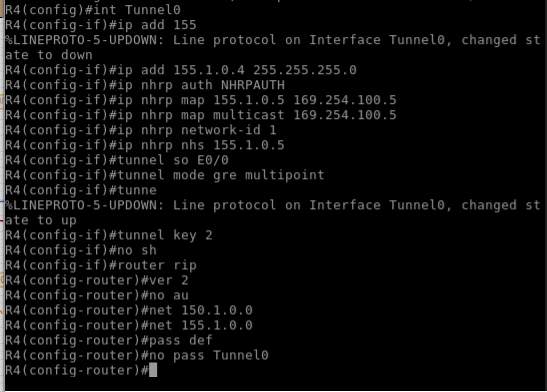 R4(config)#int Tunnel0
R4(config-if)#ip add 155
%LINEPROTO-5-UPDOWN: Line protocol on Interface Tunnel0, changed st
ate to down
R4(config-if)#ip add 155.1.0.4 255.255.255.0
R4(config-if)#ip nhrp auth NHRPAUTH
R4(config-if)#ip nhrp map 155.1.0.5 169.254.100.5
R4(config-if)#ip nhrp map multicast 169.254.100.5
R4(config-if)#ip nhrp network-id 1
R4(config-if)#ip nhrp nhs 155.1.0.5
R4(config-if)#tunnel so E0/0
R4(config-if)#tunnel mode gre multipoint
R4(config-if)#tunne
%LINEPROTO-5-UPDOWN: Line protocol on Interface Tunnel0, changed st
ate to up
R4(config-if)#tunnel key 2
R4(config-if)#no sh
R4(config-if)#router rip
R4(config-router)#ver 2
R4(config-router)#no au
R4(config-router)#net 150.1.0.0
R4(config-router)#net 155.1.0.0
R4(config-router)#pass def
R4(config-router)#no pass Tunnel0
R4(config-router)#